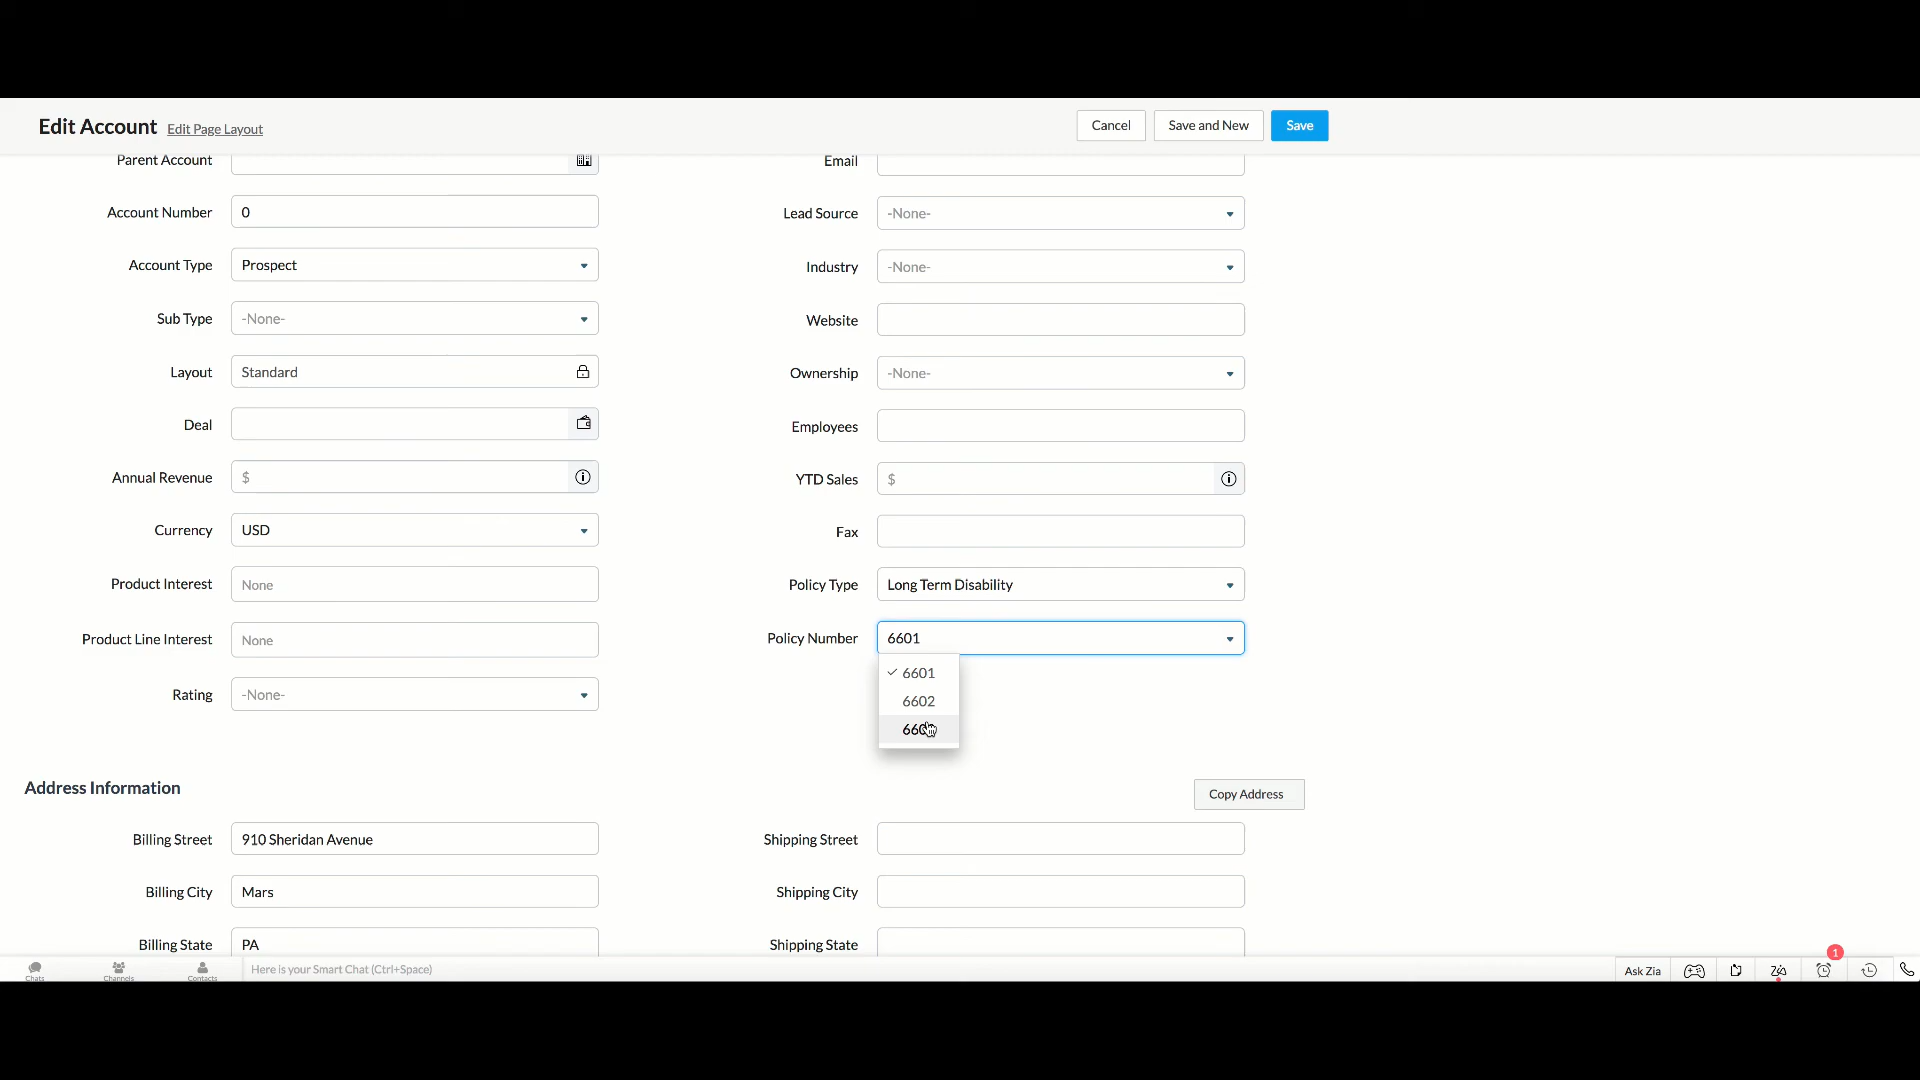 Edit Account Edit Page Layout Cancel Save and New Save
Parent Account Email
Account Number 0 Lead Source -None-
Account Type Prospect Industry -None-
Sub Type -None- Website
Layout Standard Ownership -None-
Deal Employees
Annual Revenue $ YTD Sales $
Currency USD Fax
Product Interest None Policy Type Long Term Disability
Product Line Interest None Policy Number 6601
6601
Rating -None- 6602
Address Information Copy Address
Billing Street 910 Sheridan Avenue Shipping Street
Billing City Mars Shipping City
Billing State PA Shipping State
Chats Channels Contacts Here is your Smart Chat (Ctrl+Space) Ask Zia 1